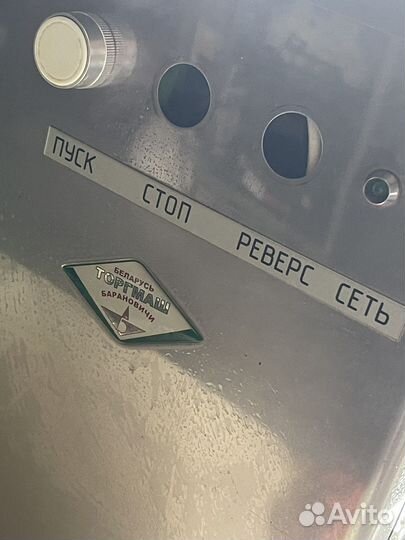 ПУСК СТОП РЕВЕРС СЕТЬ
БЕЛАРУСЬ
ТОРГМАШ
БАРАНОВИЧИ
Avito